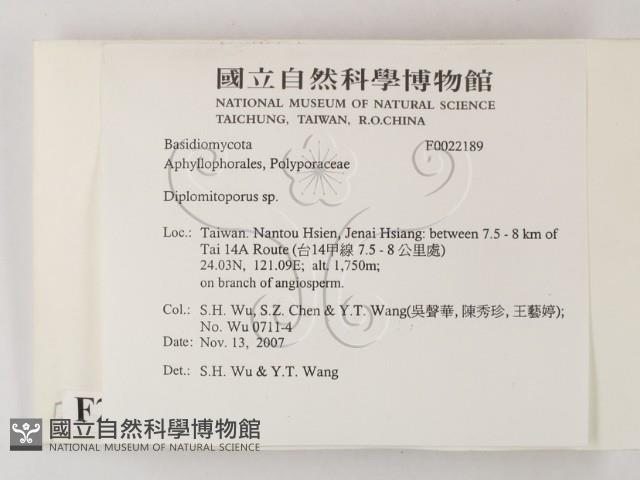 國立自然科學博物館
NATIONAL MUSEUM OF NATURAL SCIENCE
TAICHUNG, TAIWAN, R.O.CHINA
Basidiomycota F0022189
Aphyllophorales, Polyporaceae
Diplomitoporus sp.
Loc.: Taiwan. Nantou Hsien, Jenai Hsiang: between 7.5 - 8 km of
Tai 14A Route (台14甲線 7.5 - 8 公里處)
24.03N, 121.09E; alt. 1,750m;
on branch of angiosperm.
Col.: S.H. Wu, S.Z. Chen & Y.T. Wang(吳聲華, 陳秀珍, 王藝婷);
No. Wu 0711-4
Date: Nov. 13, 2007
Det.: S.H. Wu & Y.T. Wang
國立自然科學博物館
NATIONAL MUSEUM OF NATURAL SCIENCE